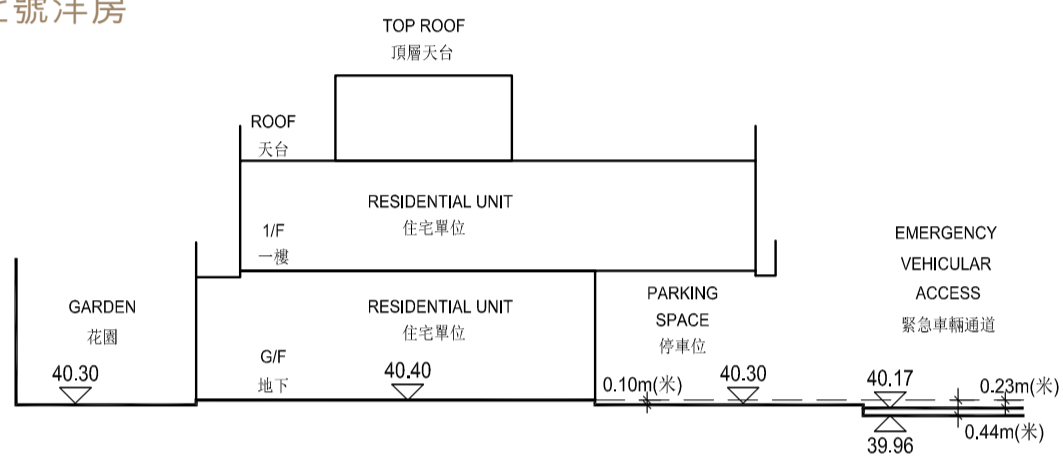 號洋房
TOP ROOF
頂層天台
ROOF
天台
RESIDENTIAL UNIT
住宅單位
1/F
一樓
EMERGENCY
VEHICULAR
ACCESS
緊急車輛通道
GARDEN
花園
RESIDENTIAL UNIT
住宅單位
PARKING
SPACE
停車位
G/F
地下
40.30
40.40
0.10m(米)
40.30
40.17
0.23m(米)
0.44m(米)
39.96